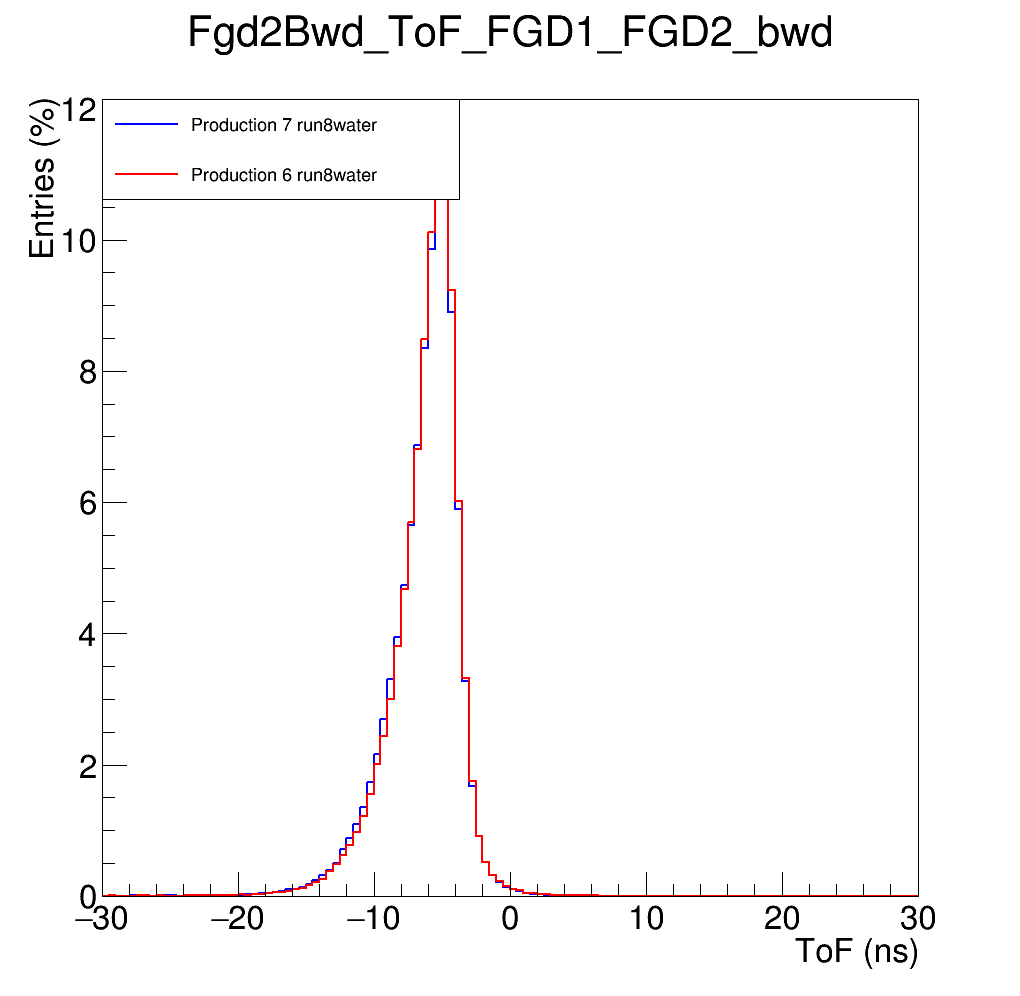 Fgd2Bwd_ToF_FGD1_FGD2_bwd
Entries (%)
12
10
8
6
4
2
0
Production 7 run8water
Production 6 run8water
−30 −20 −10 0 10 20 30
ToF (ns)